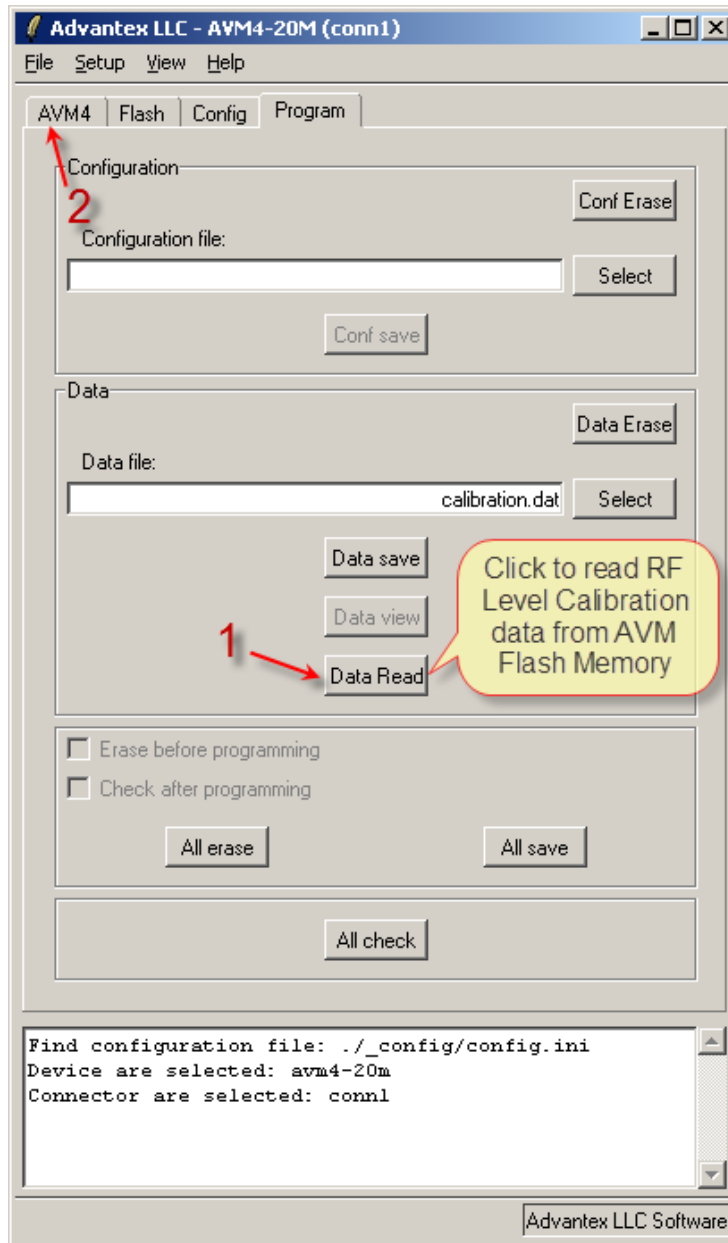 Advantex LLC - AVM4-20M (conn1)
File Setup View Help
AVM4 Flash Config Program
Configuration
2
Conf Erase
Configuration file:
Select
Conf save
Data
Data Erase
Data file:
calibration.dat Select
Data save
Data view
1
Data Read
Click to read RF
Level Calibration
data from AVM
Flash Memory
Erase before programming
Check after programming
All erase All save
All check
Find configuration file: ./_config/config.ini
Device are selected: avm4-20m
Connector are selected: conn1
Advantex LLC Software